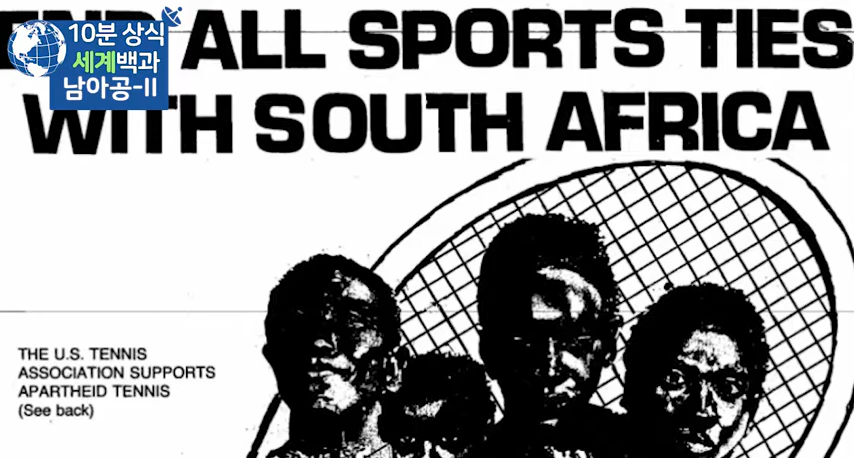 END ALL SPORTS TIES
WITH SOUTH AFRICA
10분 상식
세계백과
남아공-II
THE U.S. TENNIS
ASSOCIATION SUPPORTS
APARTHEID TENNIS
(See back)